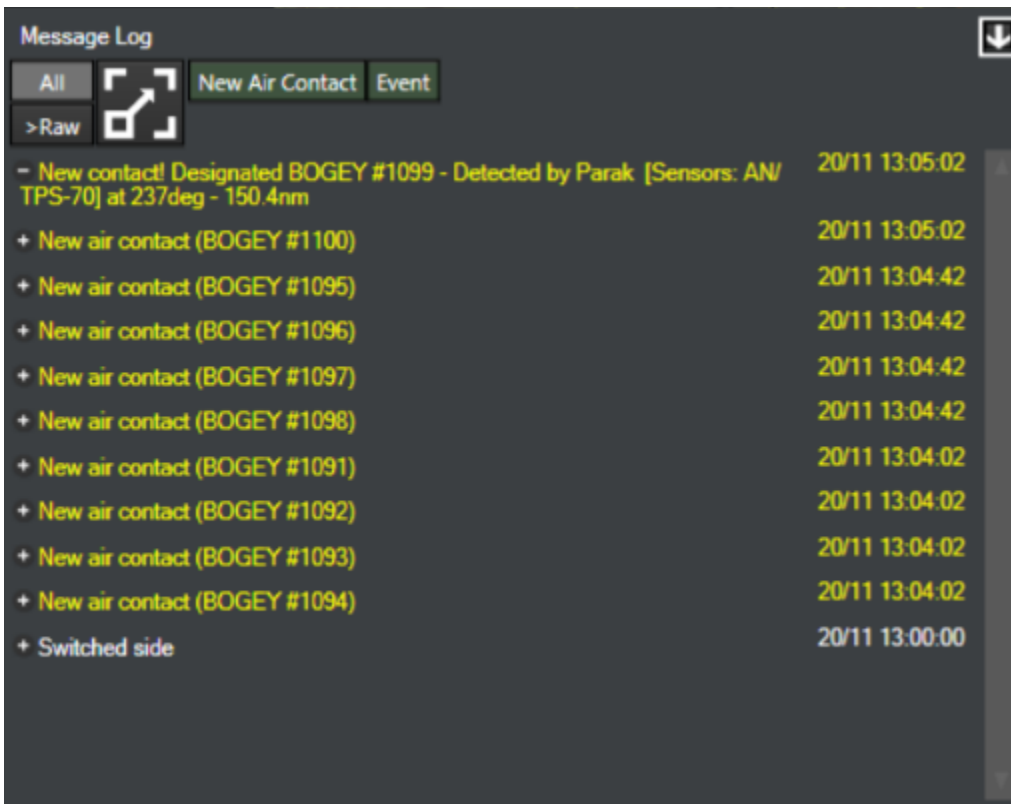 Message Log
All
New Air Contact
Event
>Raw
- New contact! Designated BOGEY #1099 - Detected by Parak [Sensors: AN/ 20/11 13:05:02
TPS-70] at 237deg - 150.4nm
+ New air contact (BOGEY #1100) 20/11 13:05:02
+ New air contact (BOGEY #1095) 20/11 13:04:42
+ New air contact (BOGEY #1096) 20/11 13:04:42
+ New air contact (BOGEY #1097) 20/11 13:04:42
+ New air contact (BOGEY #1098) 20/11 13:04:42
+ New air contact (BOGEY #1091) 20/11 13:04:02
+ New air contact (BOGEY #1092) 20/11 13:04:02
+ New air contact (BOGEY #1093) 20/11 13:04:02
+ New air contact (BOGEY #1094) 20/11 13:04:02
+ Switched side 20/11 13:00:00